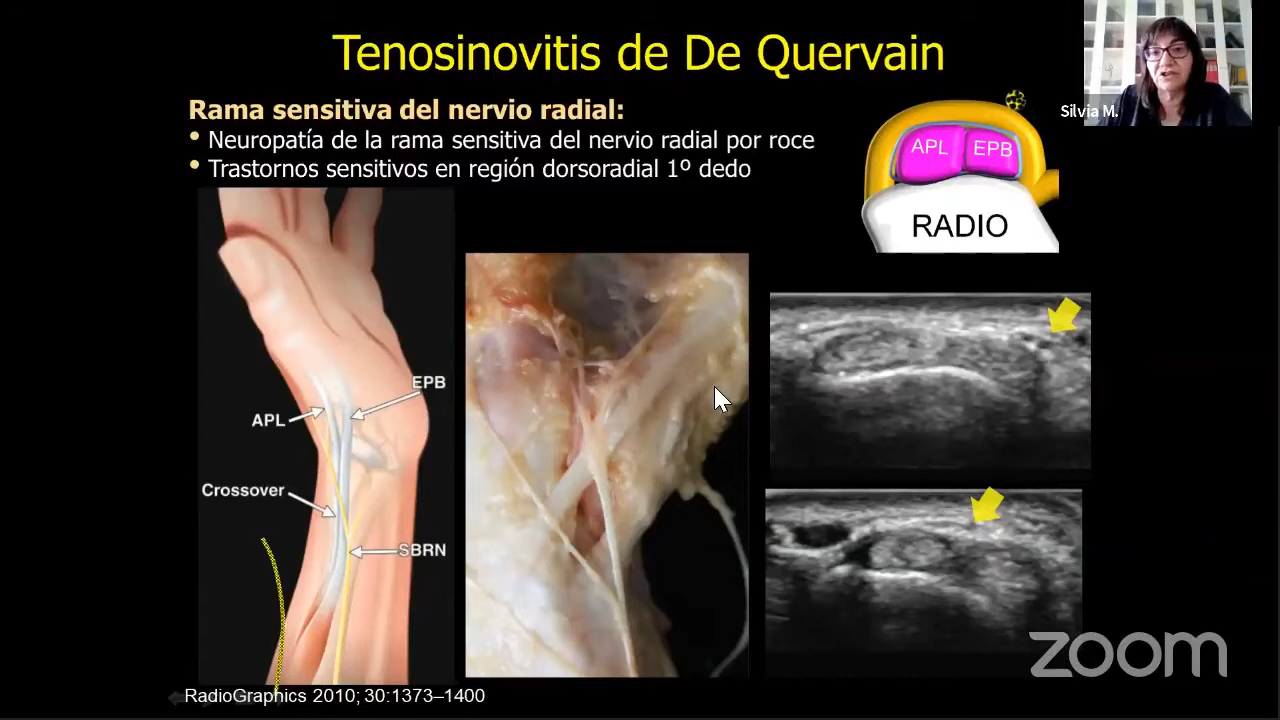 Tenosinovitis de De Quervain
Silvia M.
Rama sensitiva del nervio radial:
• Neuropatía de la rama sensitiva del nervio radial por roce
• Trastornos sensitivos en región dorsoradial 1º dedo
APL
EPB
RADIO
EPB
APL
Crossover
SBRN
zoom
RadioGraphics 2010; 30:1373–1400